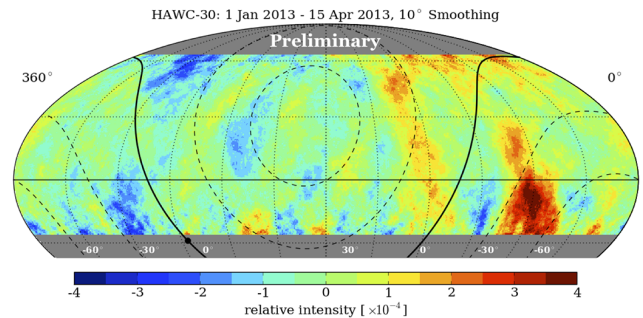 HAWC-30: 1 Jan 2013 - 15 Apr 2013, 10° Smoothing
Preliminary
360° 0°
-60° -30° 0° 30° 0° -30° -60°
-4 -3 -2 -1 0 1 2 3 4
relative intensity [ ×10⁻⁴ ]